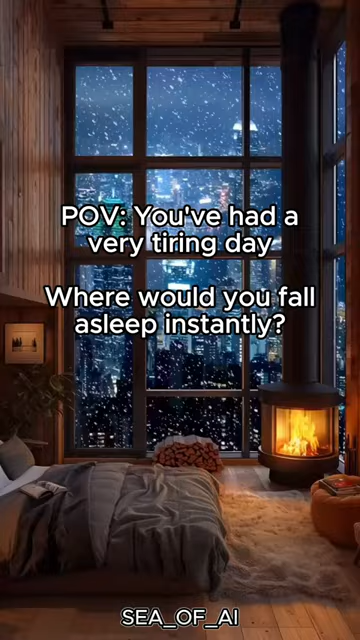 POV: You've had a
very tiring day
Where would you fall
asleep instantly?
SEA_OF_AI